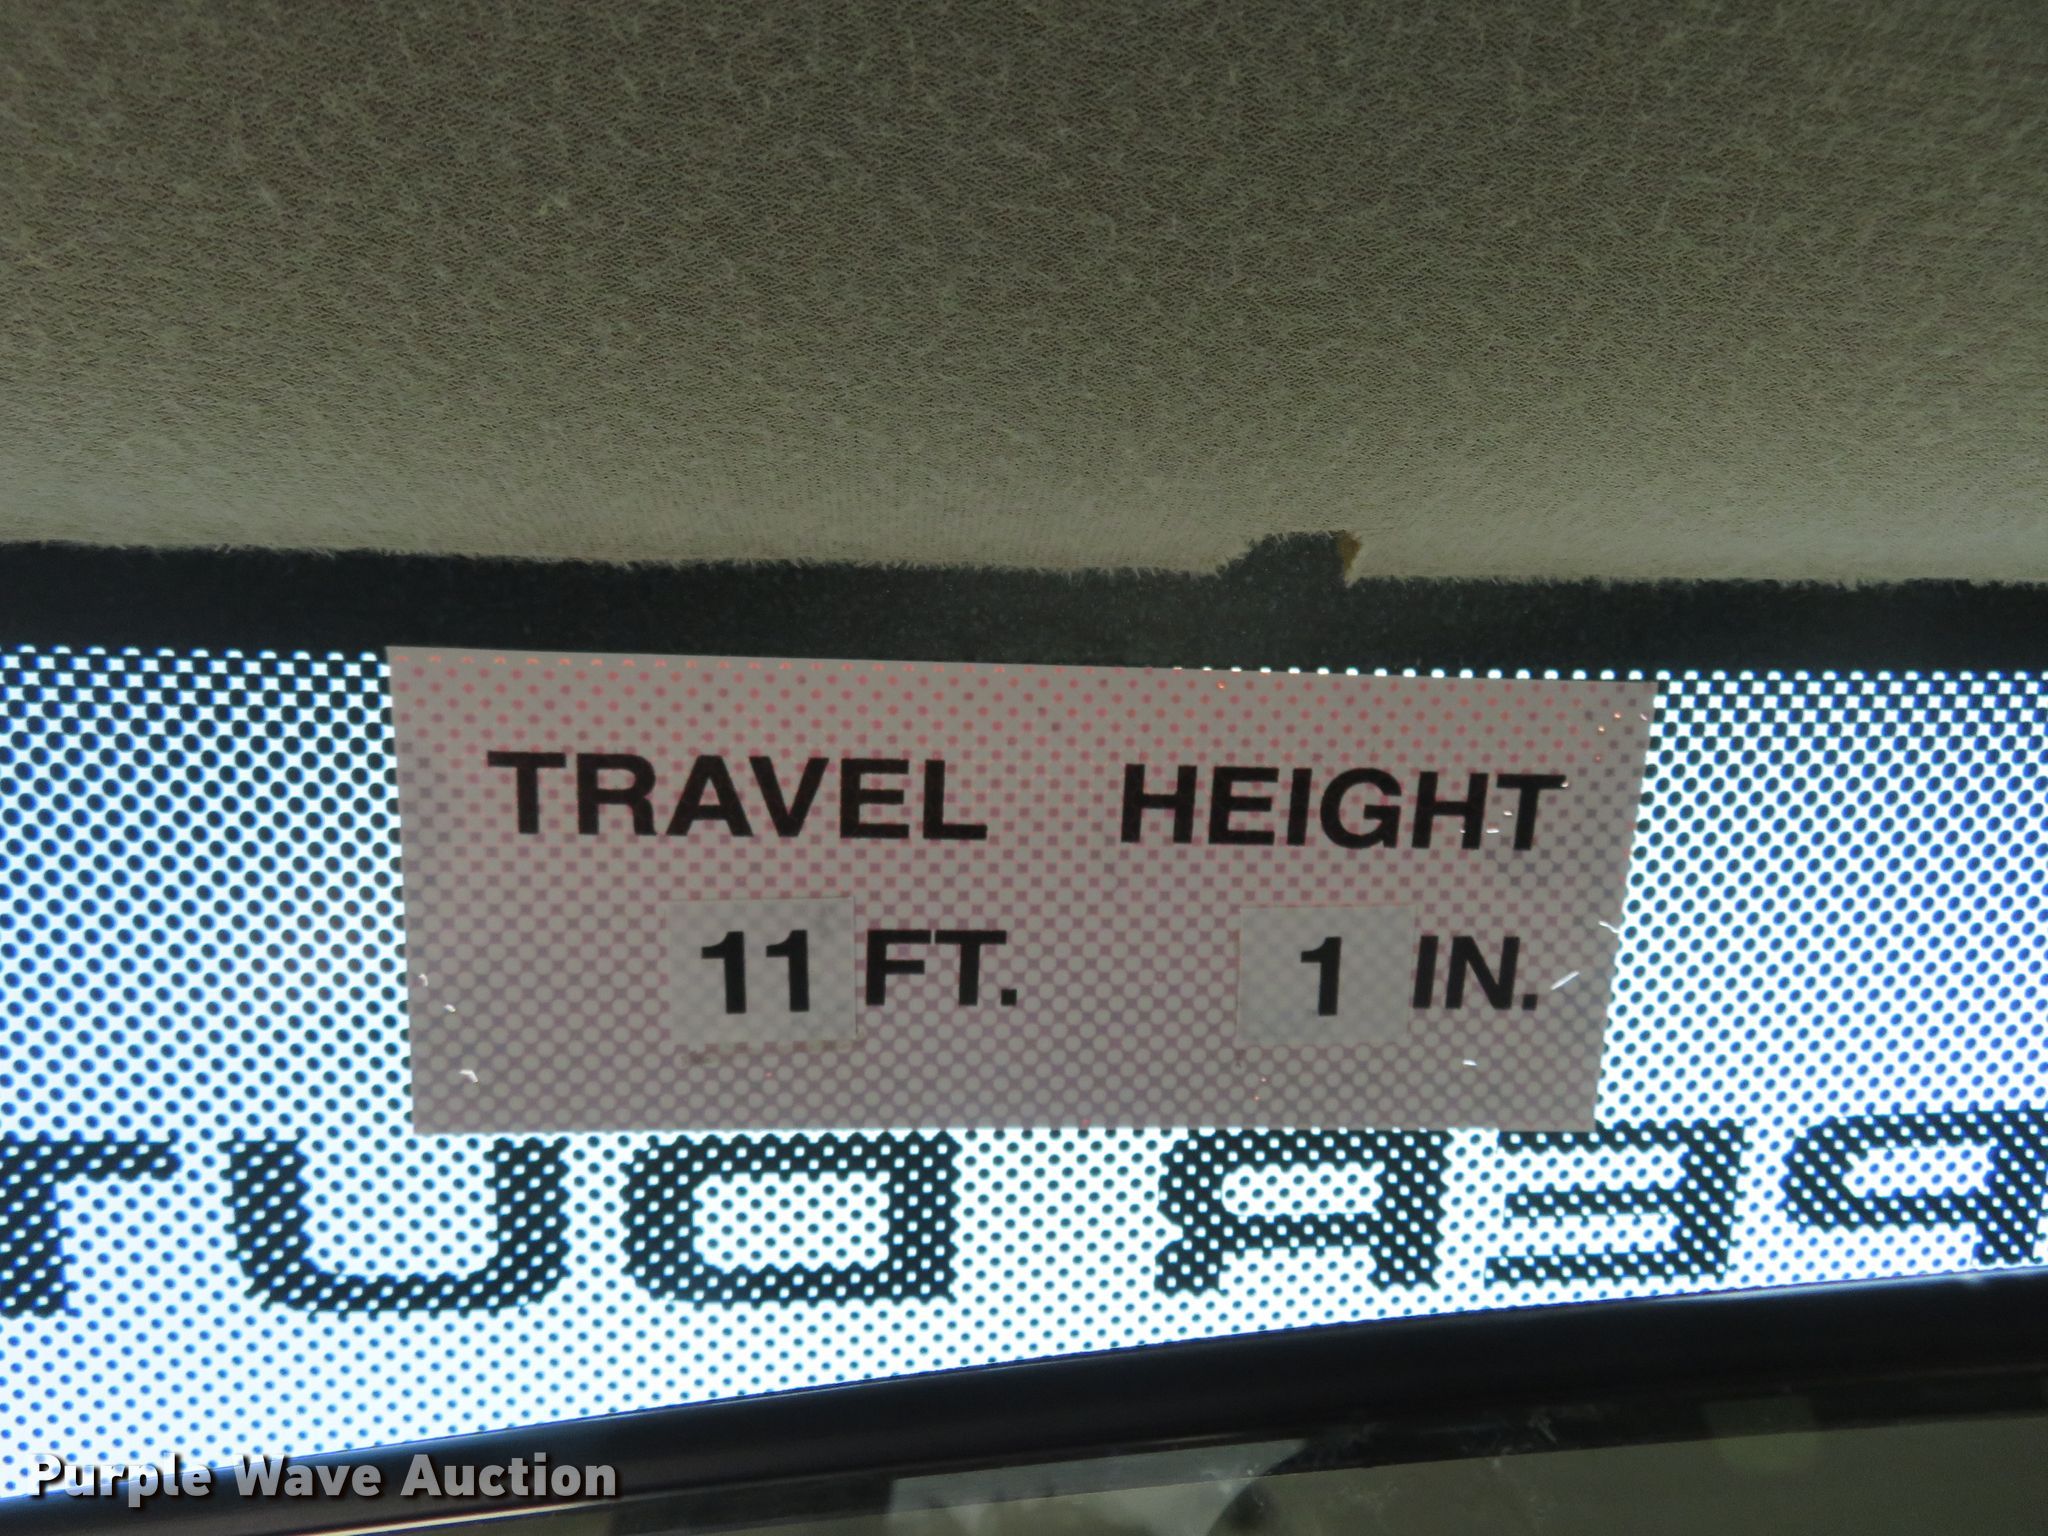 TRAVEL HEIGHT
11 FT. 1 IN.
Purple Wave Auction